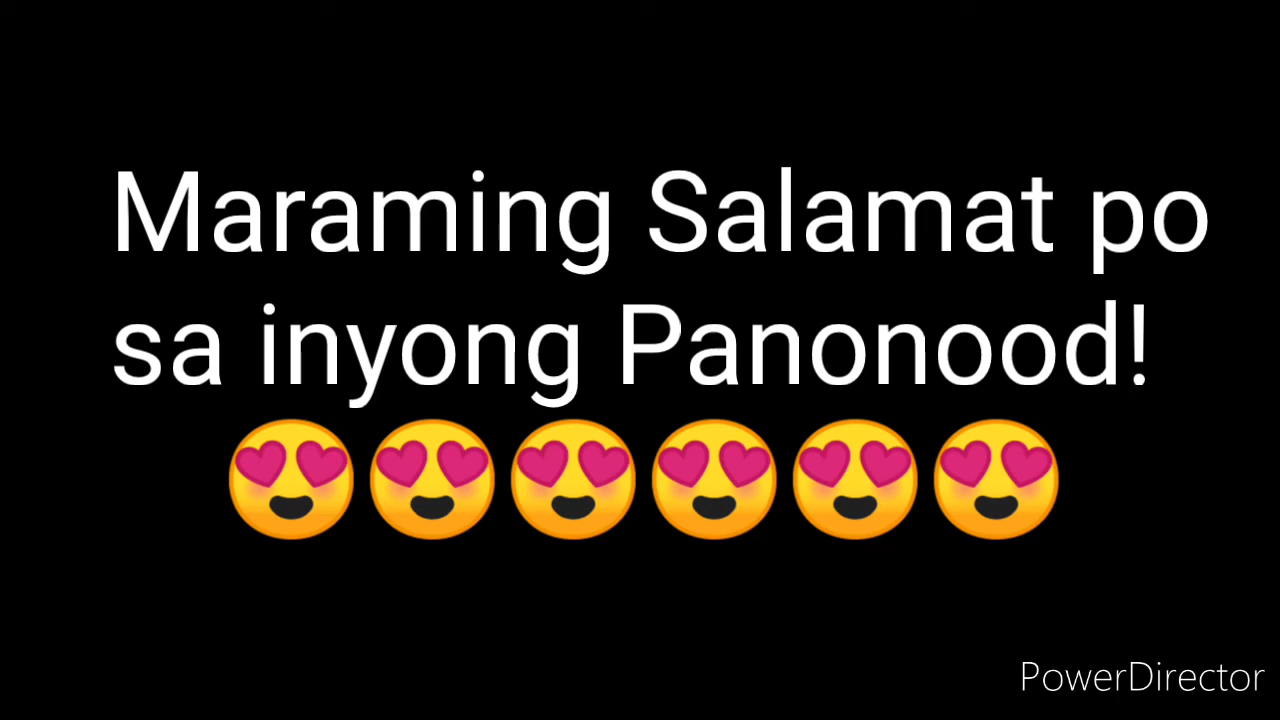 Maraming Salamat po
sa inyong Panonood!
😍😍😍😍😍😍
PowerDirector